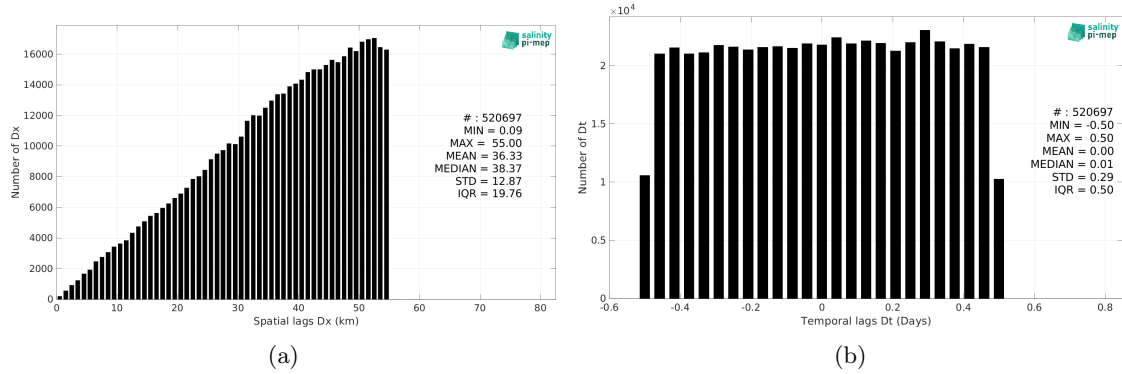 salinity
pi-mep
Number of Dx
16000
14000
12000
10000
8000
6000
4000
2000
0
# : 520697
MIN = 0.09
MAX = 55.00
MEAN = 36.33
MEDIAN = 38.37
STD = 12.87
IQR = 19.76
0 10 20 30 40 50 60 70 80
Spatial lags Dx (km)
(a)
×10⁴
salinity
pi-mep
Number of Dt
2
1.5
1
0.5
0
# : 520697
MIN = -0.50
MAX = 0.50
MEAN = 0.00
MEDIAN = 0.01
STD = 0.29
IQR = 0.50
-0.6 -0.4 -0.2 0 0.2 0.4 0.6 0.8
Temporal lags Dt (Days)
(b)